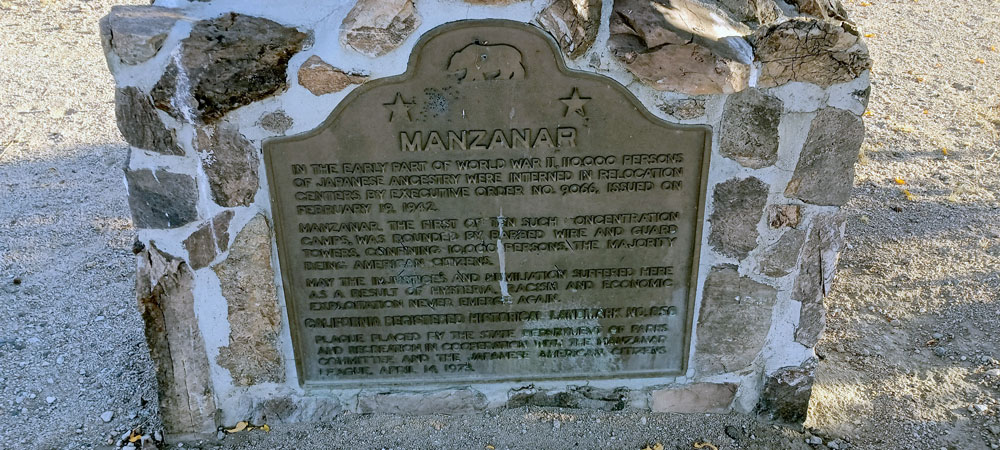 MANZANAR
IN THE EARLY PART OF WORLD WAR II, 110,000 PERSONS
OF JAPANESE ANCESTRY WERE INTERNED IN RELOCATION
CENTERS BY EXECUTIVE ORDER NO. 9066, ISSUED ON
FEBRUARY 19, 1942.
MANZANAR, THE FIRST OF TEN SUCH CONCENTRATION
CAMPS, WAS BOUNDED BY BARBED WIRE AND GUARD
TOWERS, CONFINING 10,000 PERSONS, THE MAJORITY
BEING AMERICAN CITIZENS.
MAY THE INJUSTICES AND HUMILIATION SUFFERED HERE
AS A RESULT OF HYSTERIA, RACISM AND ECONOMIC
EXPLOITATION NEVER EMERGE AGAIN.
CALIFORNIA REGISTERED HISTORICAL LANDMARK NO. 850
PLAQUE PLACED BY THE STATE DEPARTMENT OF PARKS
AND RECREATION IN COOPERATION WITH THE MANZANAR
COMMITTEE AND THE JAPANESE AMERICAN CITIZENS
LEAGUE, APRIL 14, 1973.